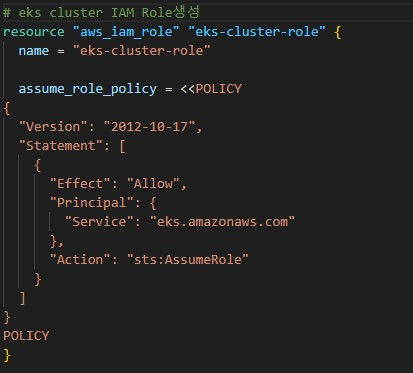 # eks cluster IAM Role생성
resource "aws_iam_role" "eks-cluster-role" {
  name = "eks-cluster-role"

  assume_role_policy = <<POLICY
{
  "Version": "2012-10-17",
  "Statement": [
    {
      "Effect": "Allow",
      "Principal": {
        "Service": "eks.amazonaws.com"
      },
      "Action": "sts:AssumeRole"
    }
  ]
}
POLICY
}